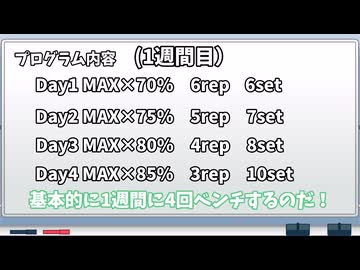 プログラム内容 (1週間目)
Day1 MAX×70% 6rep 6set
Day2 MAX×75% 5rep 7set
Day3 MAX×80% 4rep 8set
Day4 MAX×85% 3rep 10set
基本的に1週間に4回ベンチするのだ！